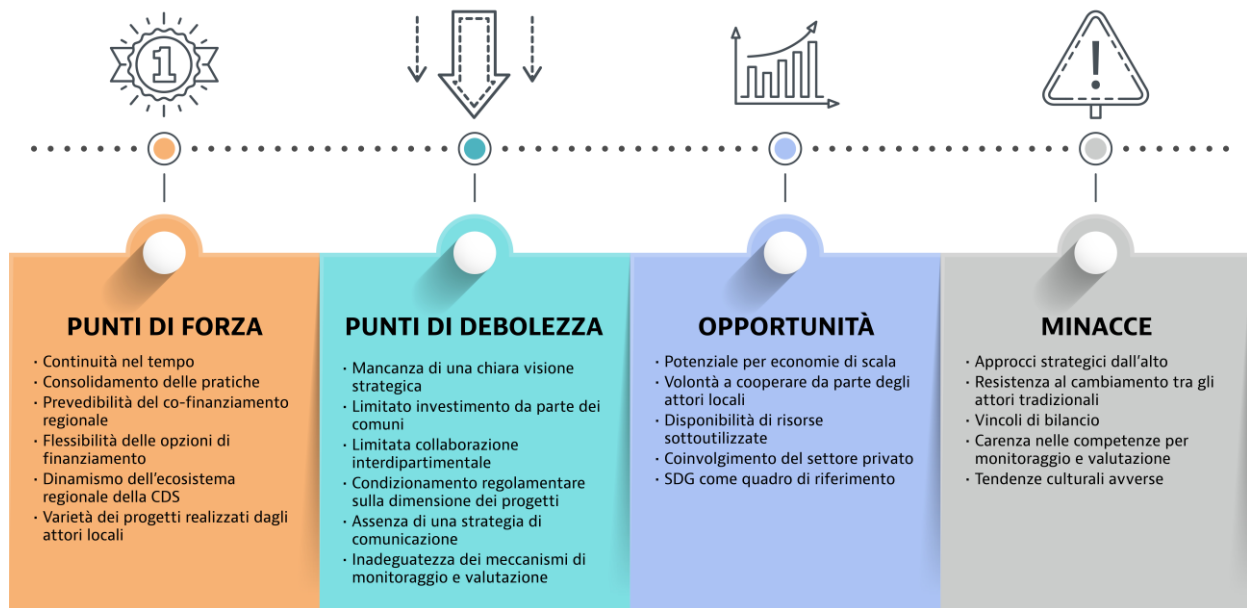 1
!
PUNTI DI FORZA
· Continuità nel tempo
· Consolidamento delle pratiche
· Prevedibilità del co-finanziamento
regionale
· Flessibilità delle opzioni di
finanziamento
· Dinamismo dell'ecosistema
regionale della CDS
· Varietà dei progetti realizzati dagli
attori locali
PUNTI DI DEBOLEZZA
· Mancanza di una chiara visione
strategica
· Limitato investimento da parte dei
comuni
· Limitata collaborazione
interdipartimentale
· Condizionamento regolamentare
sulla dimensione dei progetti
· Assenza di una strategia di
comunicazione
· Inadeguatezza dei meccanismi di
monitoraggio e valutazione
OPPORTUNITÀ
· Potenziale per economie di scala
· Volontà a cooperare da parte degli
attori locali
· Disponibilità di risorse
sottoutilizzate
· Coinvolgimento del settore privato
· SDG come quadro di riferimento
MINACCE
· Approcci strategici dall'alto
· Resistenza al cambiamento tra gli
attori tradizionali
· Vincoli di bilancio
· Carenza nelle competenze per
monitoraggio e valutazione
· Tendenze culturali avverse